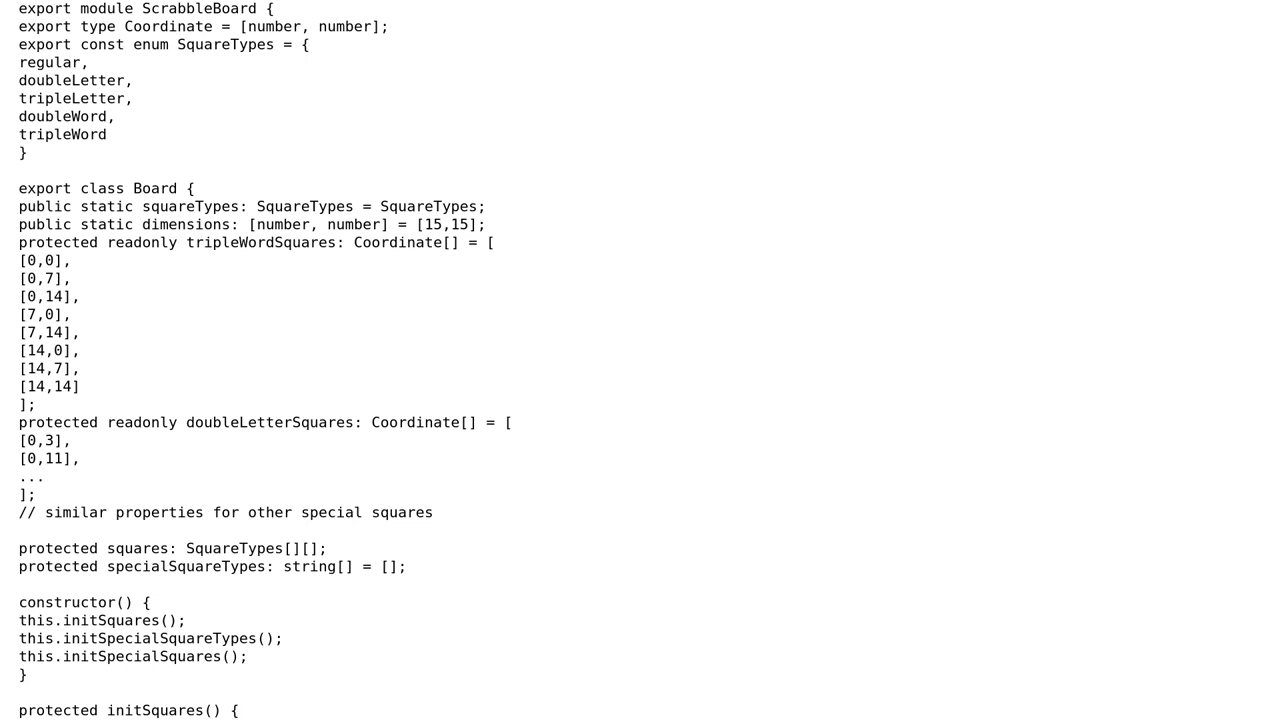 export module ScrabbleBoard {
export type Coordinate = [number, number];
export const enum SquareTypes = {
regular,
doubleLetter,
tripleLetter,
doubleWord,
tripleWord
}
export class Board {
public static squareTypes: SquareTypes = SquareTypes;
public static dimensions: [number, number] = [15,15];
protected readonly tripleWordSquares: Coordinate[] = [
[0,0],
[0,7],
[0,14],
[7,0],
[7,14],
[14,0],
[14,7],
[14,14]
];
protected readonly doubleLetterSquares: Coordinate[] = [
[0,3],
[0,11],
...
];
// similar properties for other special squares
protected squares: SquareTypes[][];
protected specialSquareTypes: string[] = [];
constructor() {
this.initSquares();
this.initSpecialSquareTypes();
this.initSpecialSquares();
}
protected initSquares() {